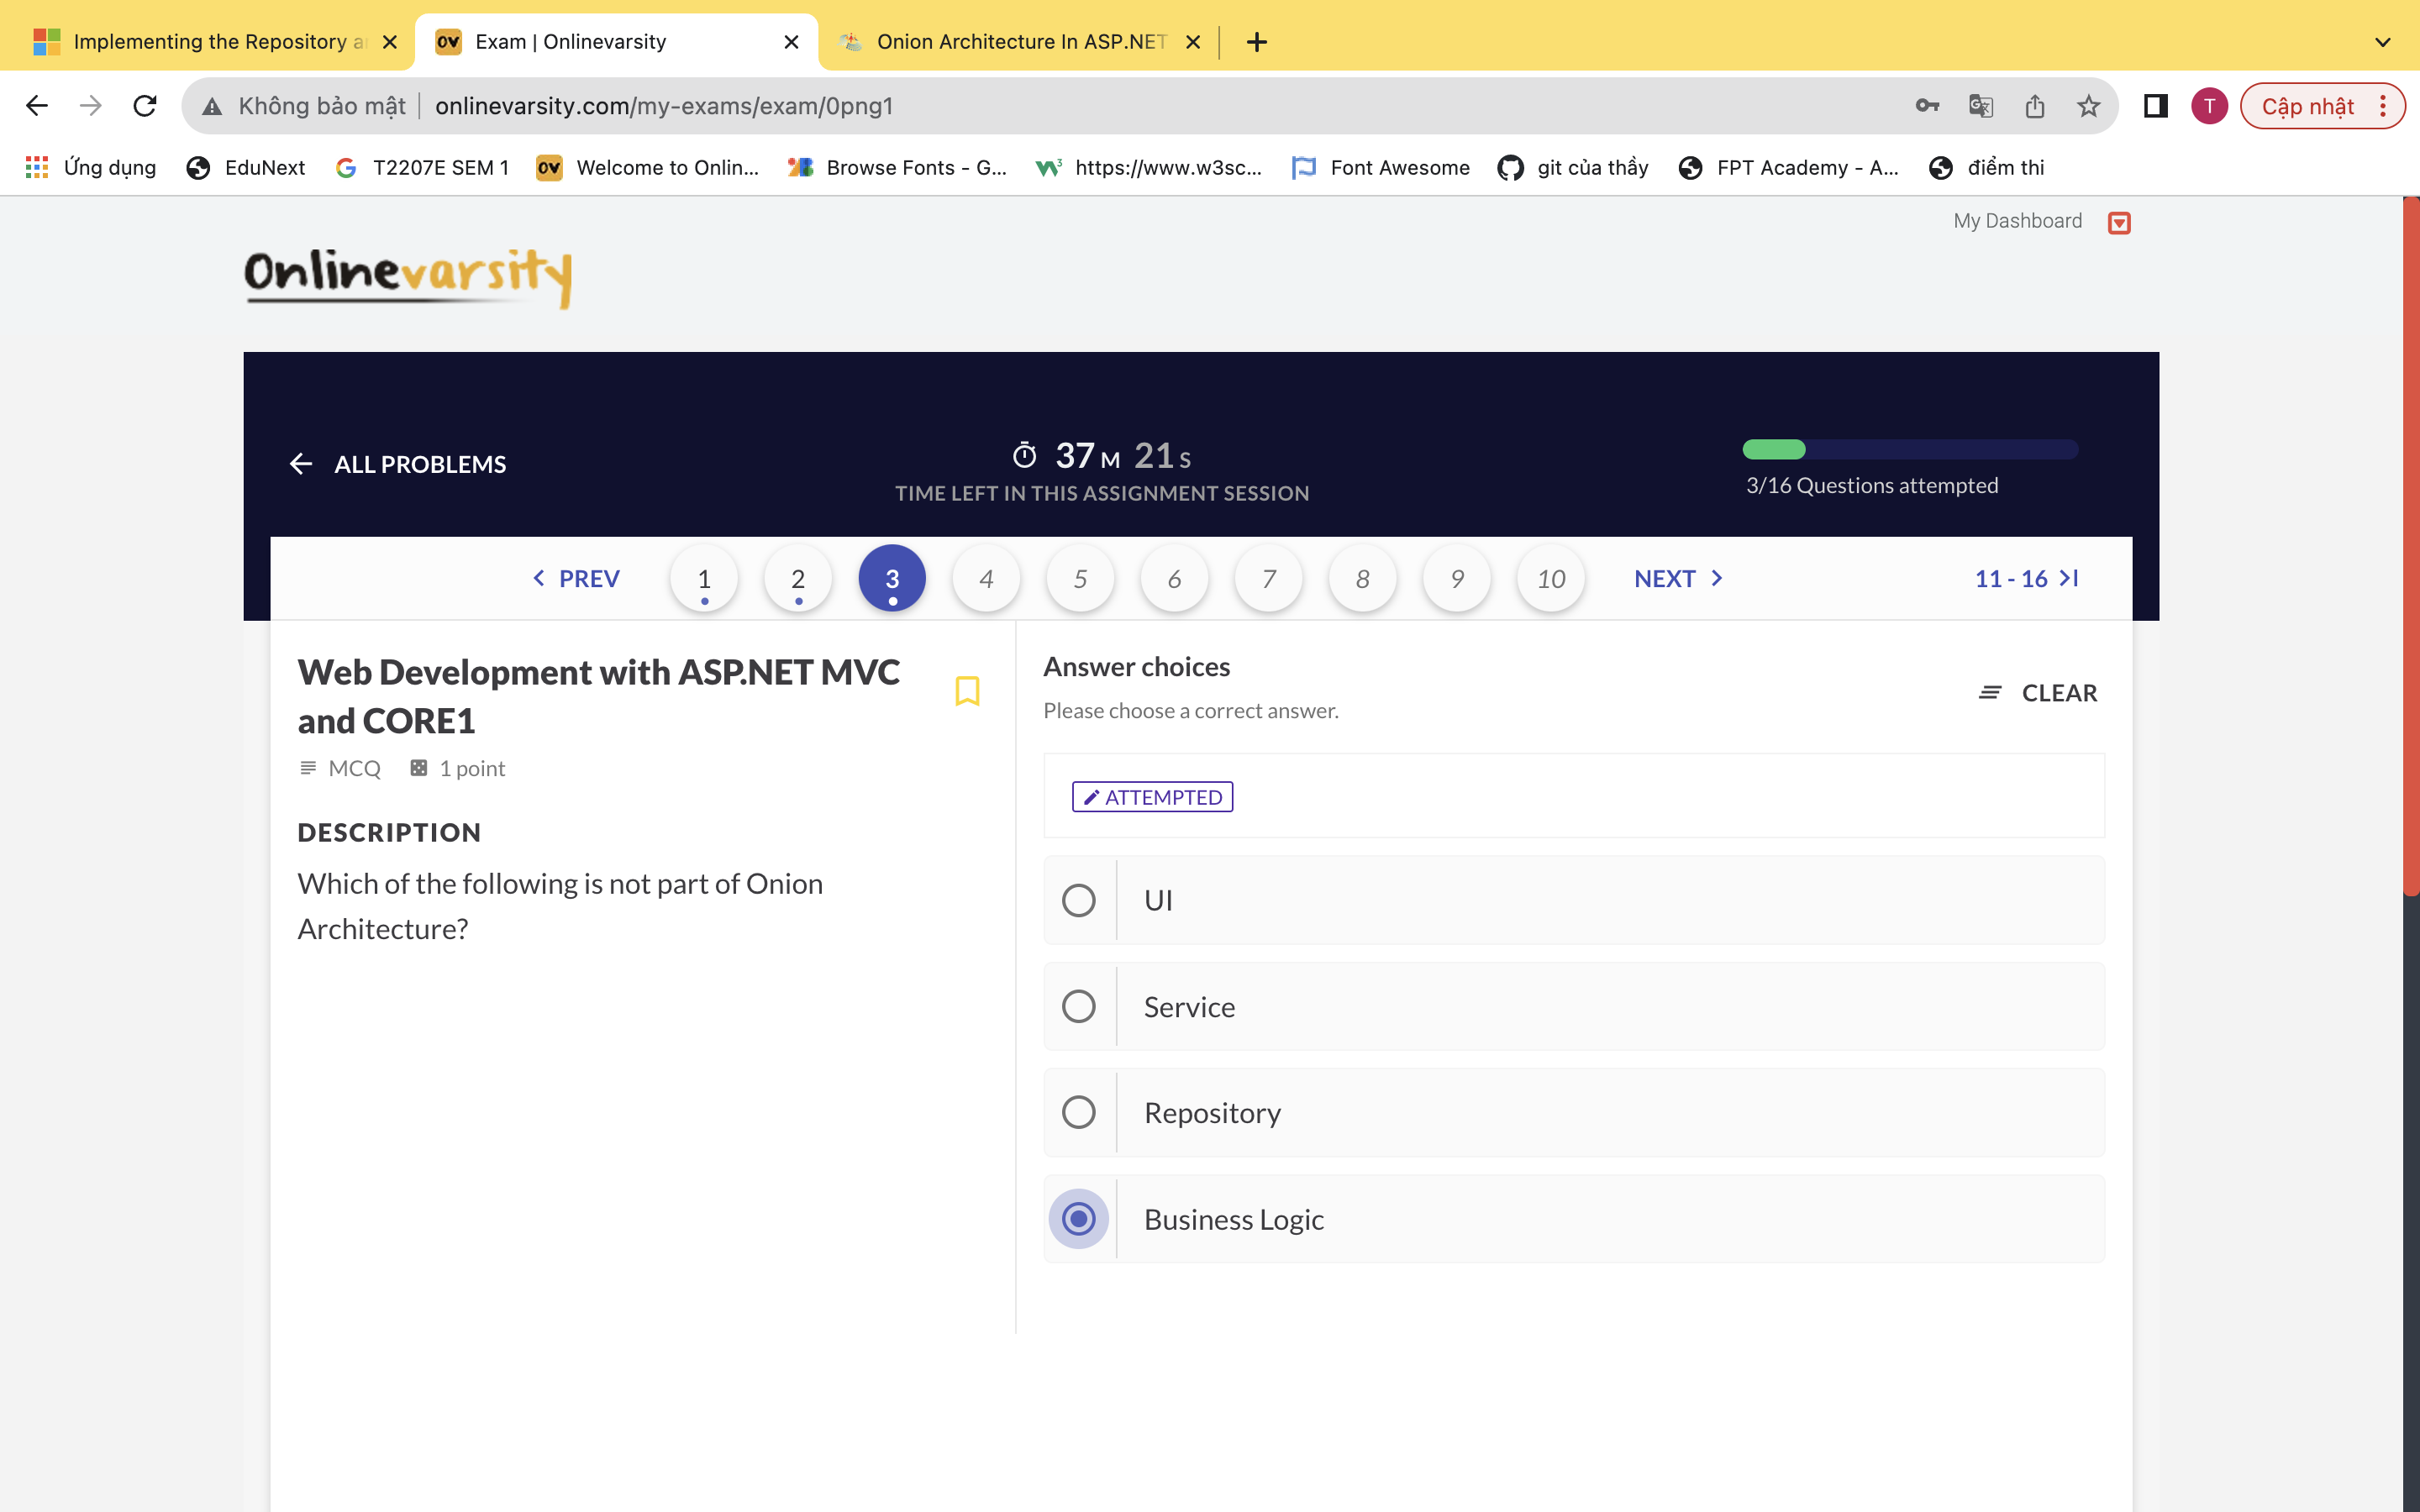 Implementing the Repository a
Exam | Onlinevarsity
Onion Architecture In ASP.NET
Không bảo mật
onlinevarsity.com/my-exams/exam/0png1
T
Cập nhật
Ứng dụng
EduNext
T2207E SEM 1
OV Welcome to Onlin...
Browse Fonts - G...
https://www.w3sc...
Font Awesome
git của thầy
FPT Academy - A...
điểm thi
My Dashboard
Onlinevarsity
ALL PROBLEMS
37 M 21 S
TIME LEFT IN THIS ASSIGNMENT SESSION
3/16 Questions attempted
PREV 1 2 3 4 5 6 7 8 9 10 NEXT 11 - 16
Web Development with ASP.NET MVC
and CORE1
MCQ 1 point
DESCRIPTION
Which of the following is not part of Onion
Architecture?
Answer choices
Please choose a correct answer.
CLEAR
ATTEMPTED
UI
Service
Repository
Business Logic